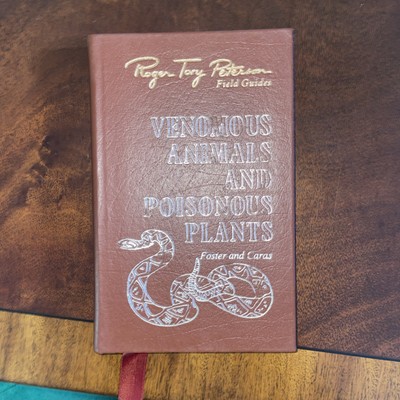 Roger Tory Peterson
Field Guides
VENOMOUS
ANIMALS
AND
POISONOUS
PLANTS
Foster and Caras